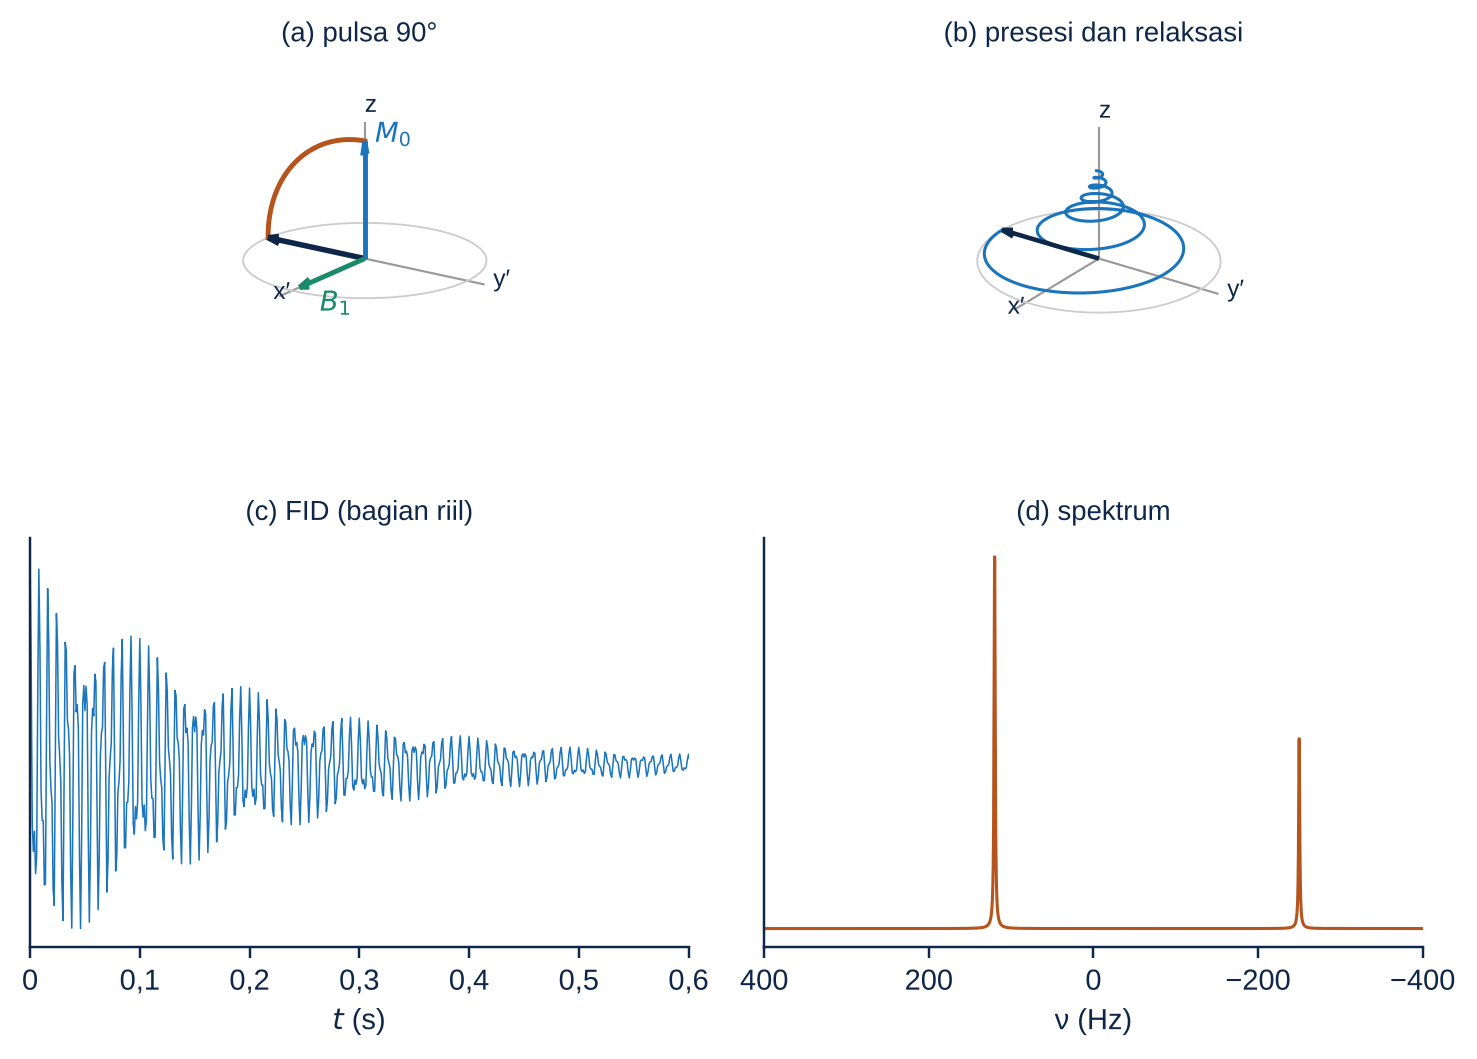 (a) pulsa 90°
z
M0
x′
B1
y′
(b) presesi dan relaksasi
z
x′
y′
(c) FID (bagian riil)
0 0,1 0,2 0,3 0,4 0,5 0,6
t (s)
(d) spektrum
400 200 0 −200 −400
ν (Hz)